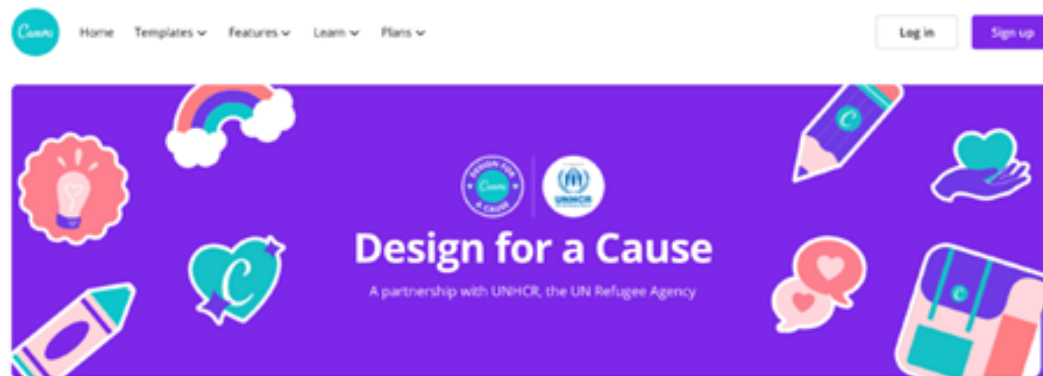 Canva Home Templates Features Learn Plans Log in Sign up
DESIGN FOR
Canva
A CAUSE
UNHCR
Design for a Cause
A partnership with UNHCR, the UN Refugee Agency
C
C
C